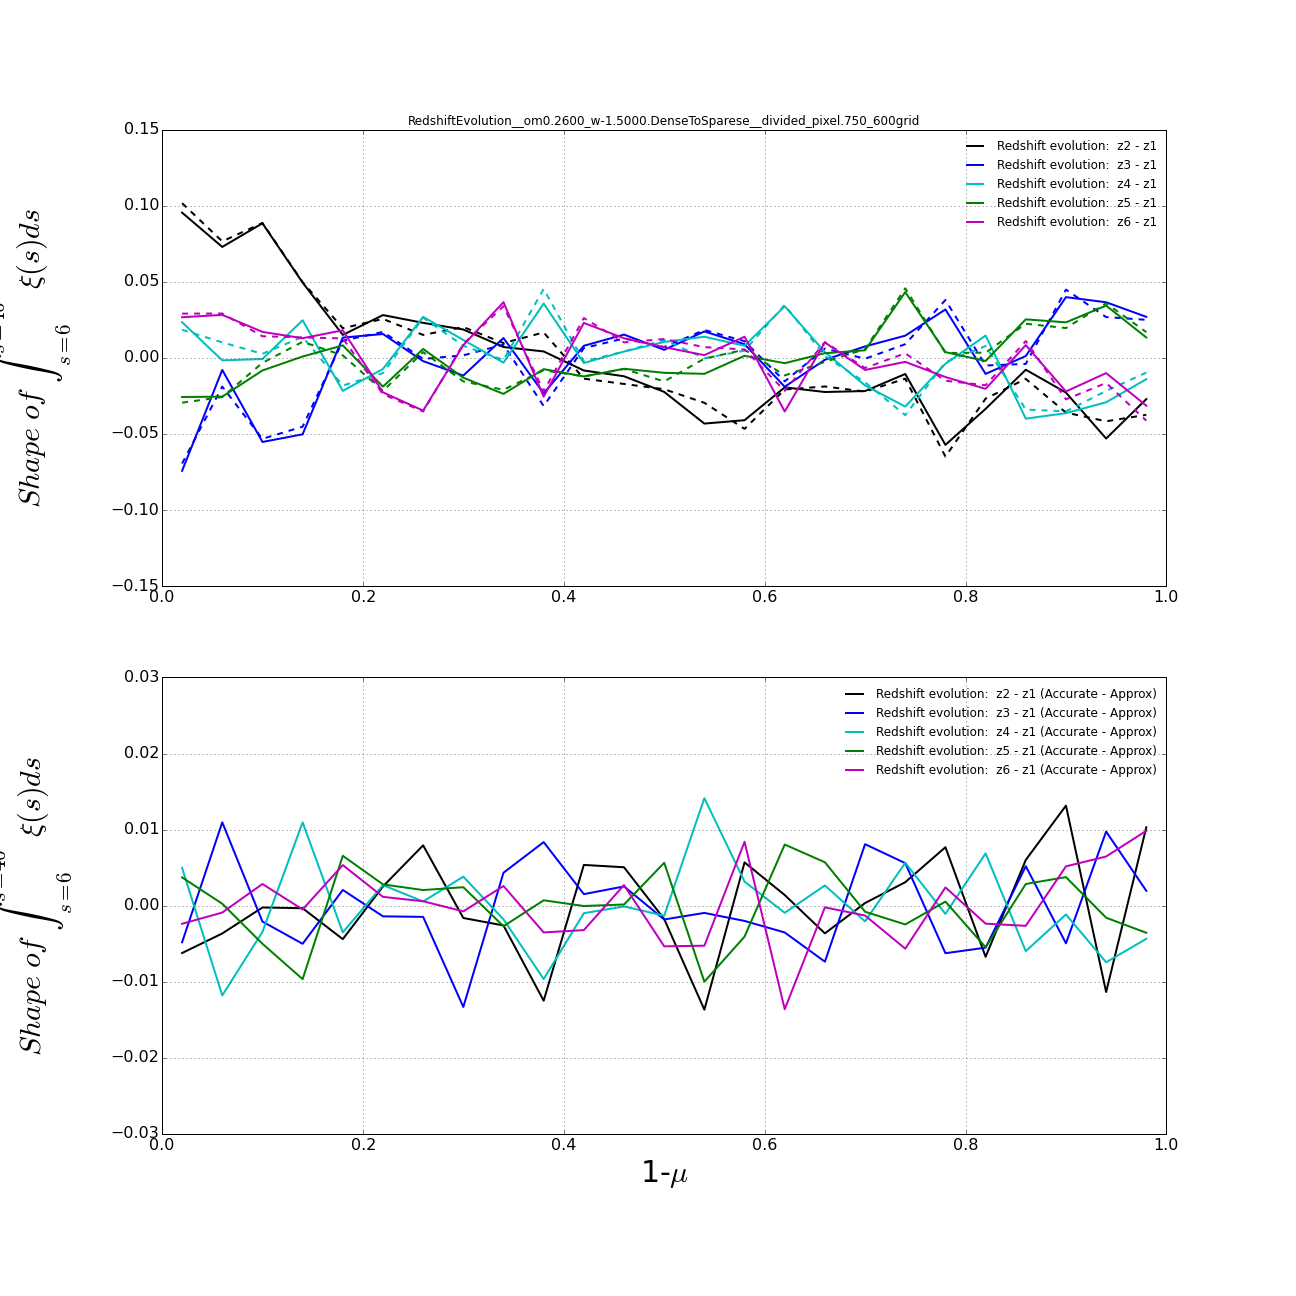 RedshiftEvolution__om0.2600_w-1.5000.DenseToSparese__divided_pixel.750_600grid
0.15
0.10
0.05
0.00
−0.05
−0.10
−0.15
Shape of ∫ s=6 ξ(s)ds
Redshift evolution: z2 - z1
Redshift evolution: z3 - z1
Redshift evolution: z4 - z1
Redshift evolution: z5 - z1
Redshift evolution: z6 - z1
0.0 0.2 0.4 0.6 0.8 1.0
0.03
0.02
0.01
0.00
−0.01
−0.02
−0.03
Shape of ∫ s=6 ξ(s)ds
Redshift evolution: z2 - z1 (Accurate - Approx)
Redshift evolution: z3 - z1 (Accurate - Approx)
Redshift evolution: z4 - z1 (Accurate - Approx)
Redshift evolution: z5 - z1 (Accurate - Approx)
Redshift evolution: z6 - z1 (Accurate - Approx)
0.0 0.2 0.4 0.6 0.8 1.0
1-μ